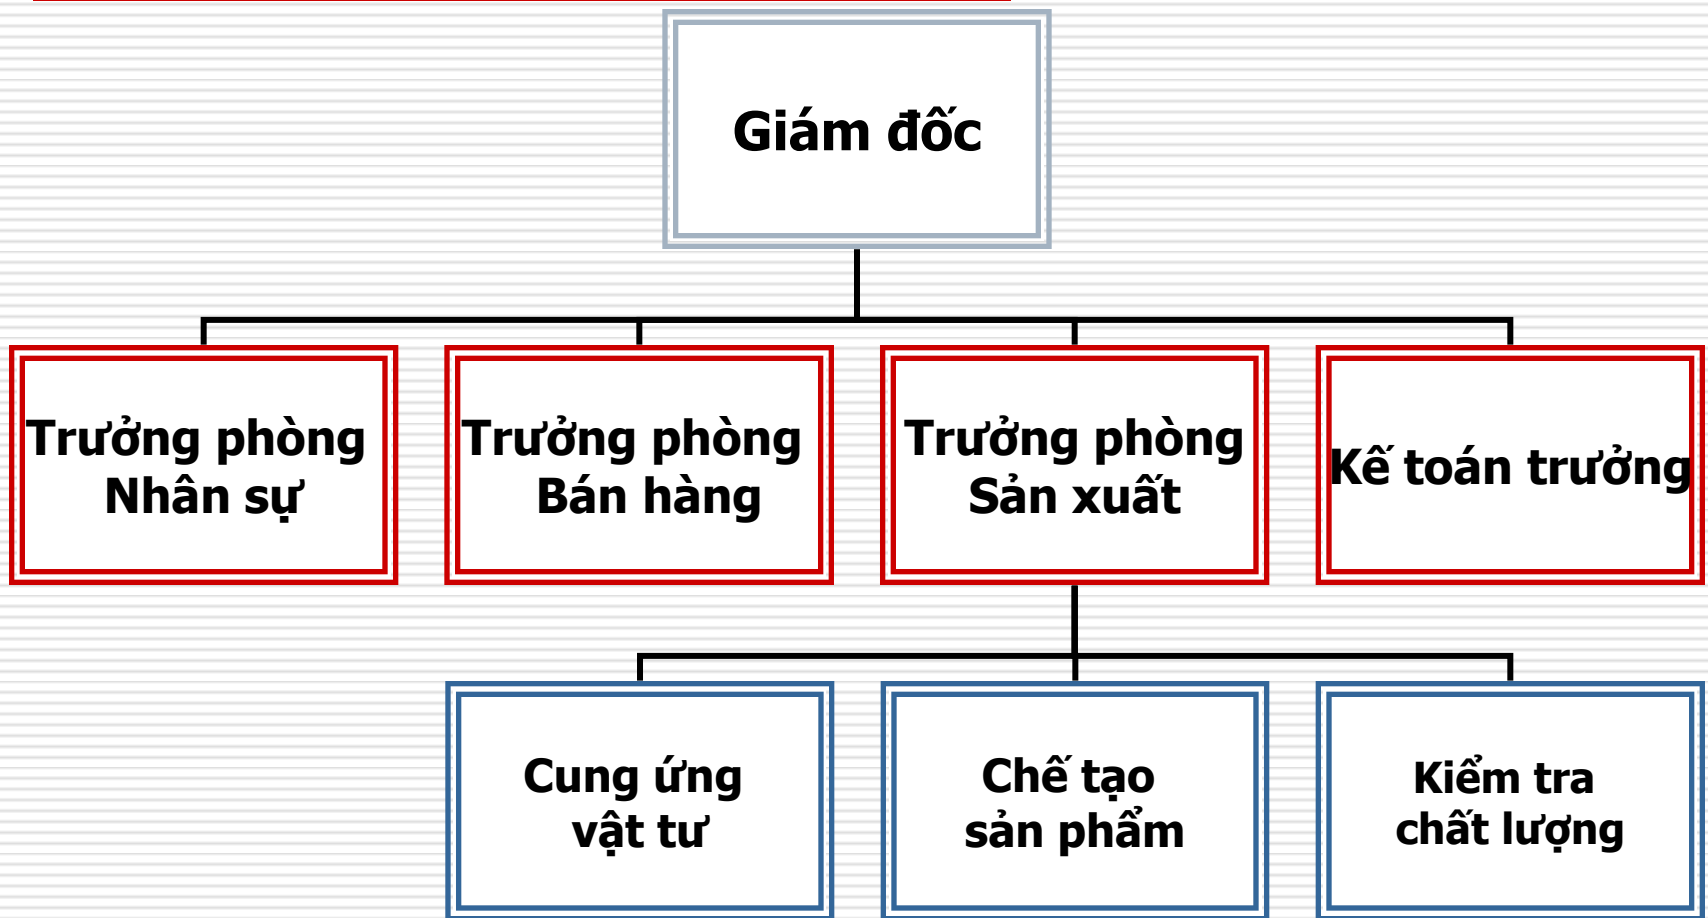 Giám đốc
Trưởng phòng
Nhân sự
Trưởng phòng
Bán hàng
Trưởng phòng
Sản xuất
Kế toán trưởng
Cung ứng
vật tư
Chế tạo
sản phẩm
Kiểm tra
chất lượng